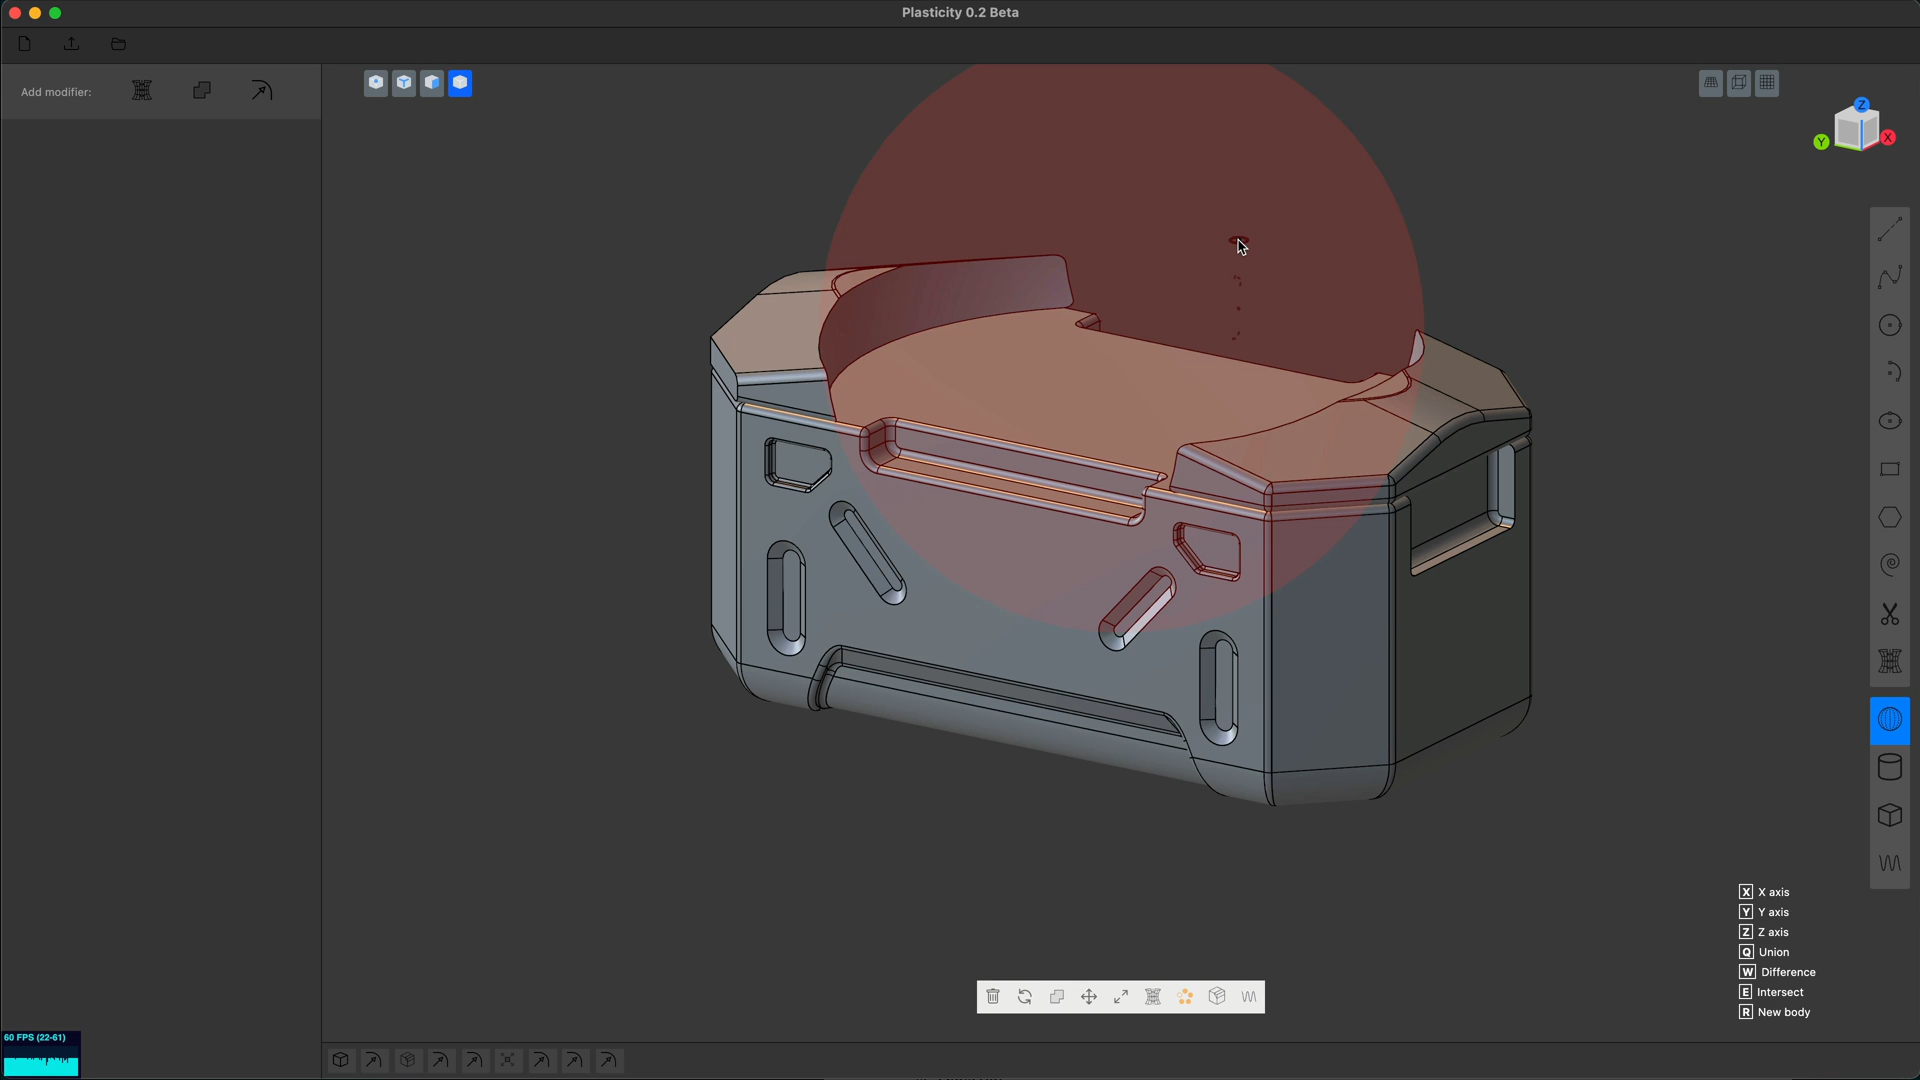 Plasticity 0.2 Beta
Add modifier:
Z
Y
X
X X axis
Y Y axis
Z Z axis
Q Union
W Difference
E Intersect
R New body
60 FPS (22-61)